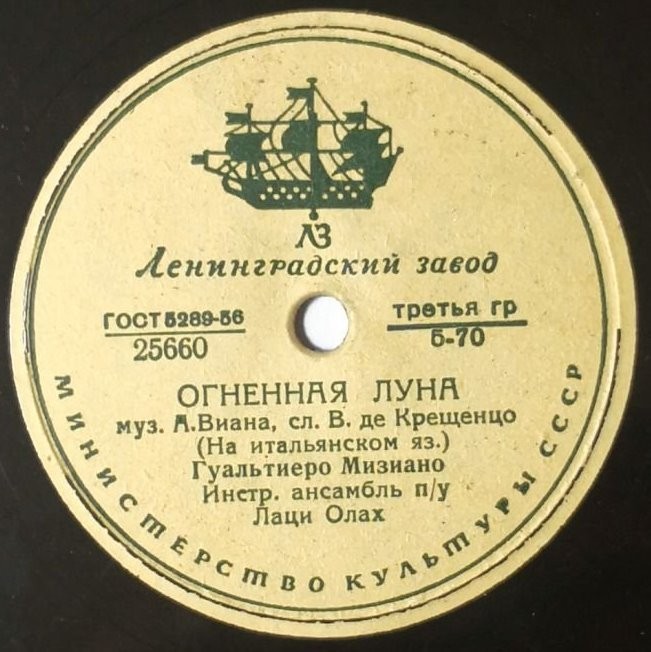 ЛЗ
Ленинградский завод
ГОСТ 5289-56
25660
третья гр
5-70
ОГНЕННАЯ ЛУНА
муз. А.Виана, сл. В. де Крещенцо
(На итальянском яз.)
Гуальтиеро Мизиано
Инстр. ансамбль п/у
Лаци Олах
МИНИСТЕРСТВО КУЛЬТУРЫ СССР